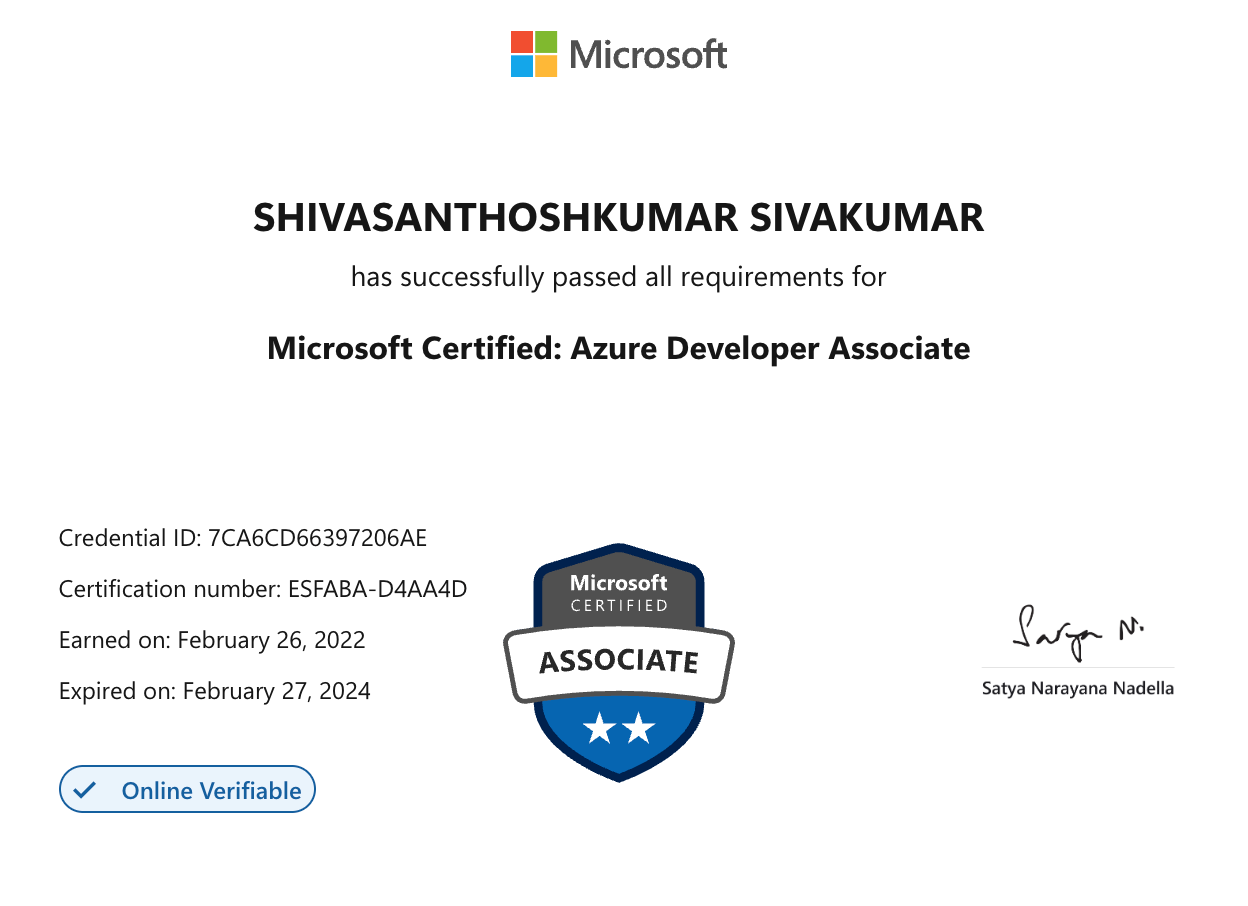 Microsoft
SHIVASANTHOSHKUMAR SIVAKUMAR
has successfully passed all requirements for
Microsoft Certified: Azure Developer Associate
Credential ID: 7CA6CD66397206AE
Certification number: ESFABA-D4AA4D
Earned on: February 26, 2022
Expired on: February 27, 2024
Online Verifiable
Microsoft
CERTIFIED
ASSOCIATE
Satya N.
Satya Narayana Nadella